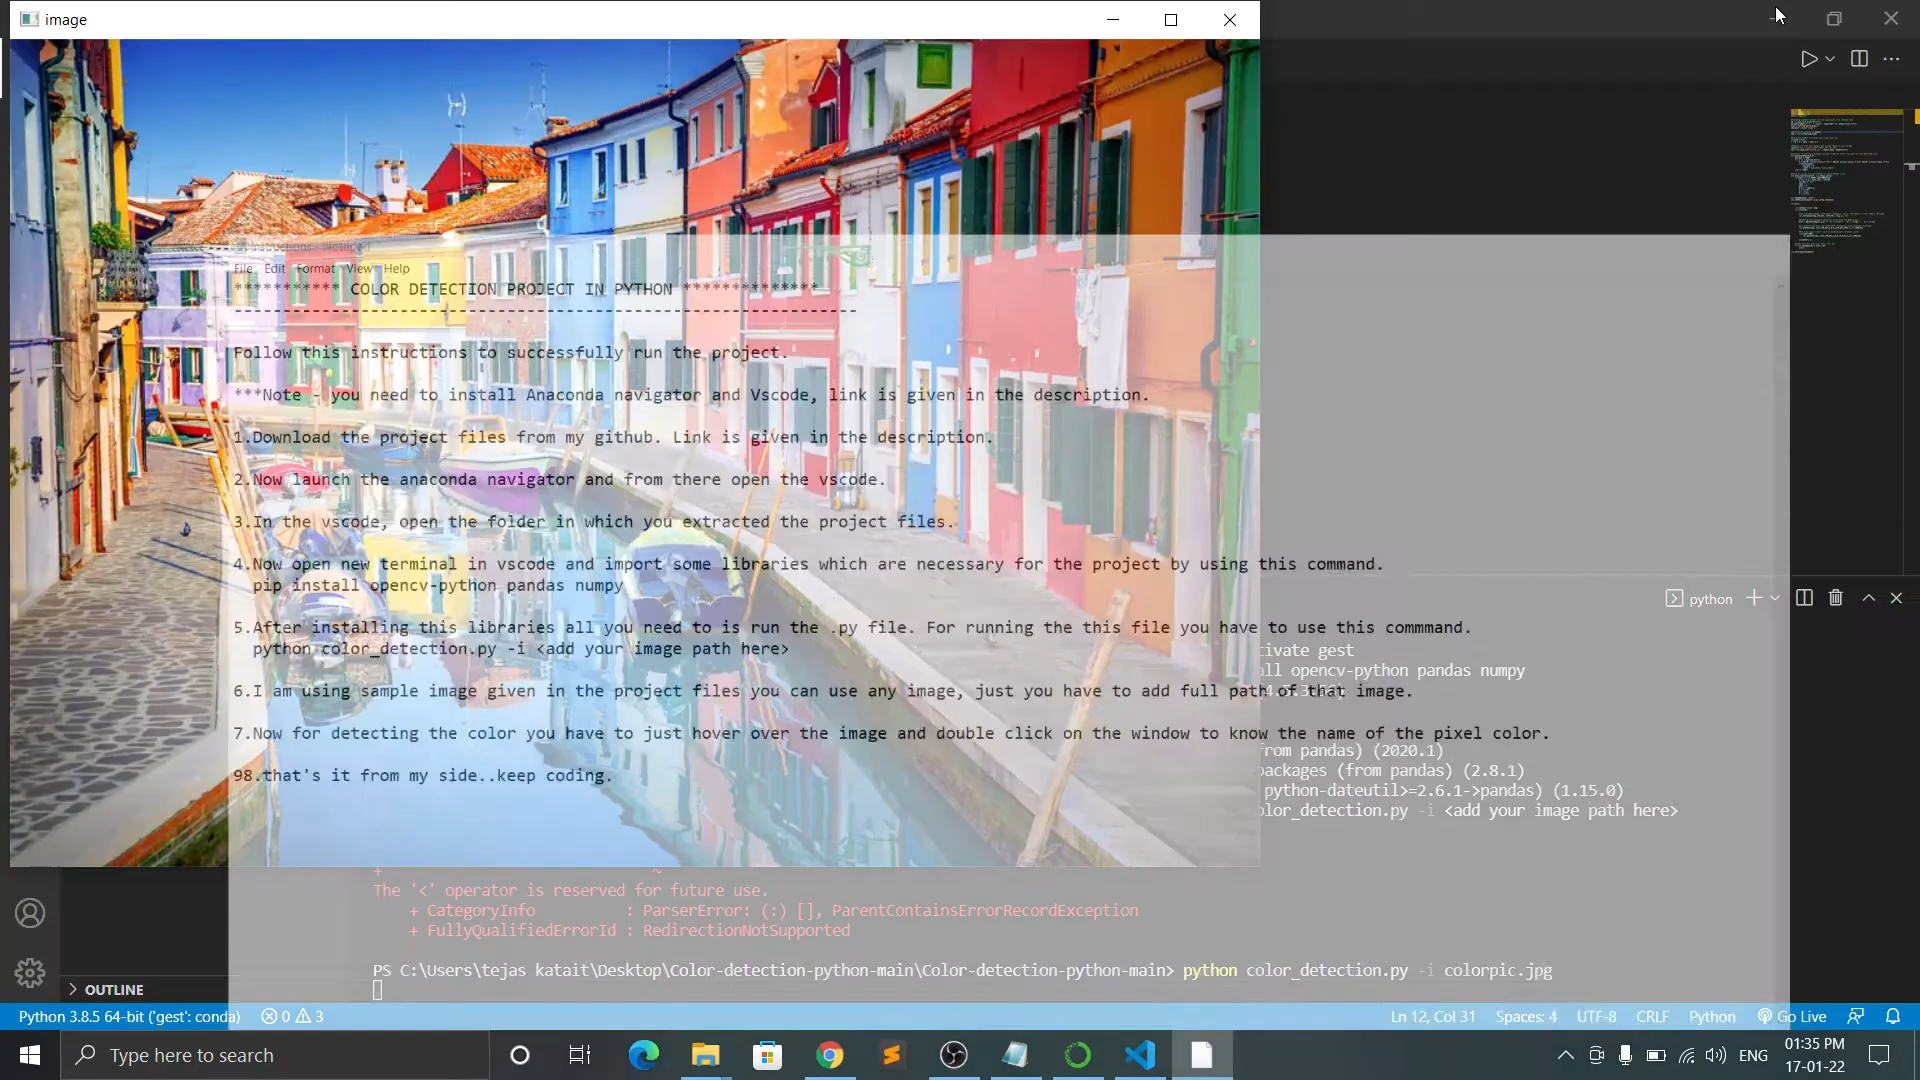 image
File Edit Format View Help
*********** COLOR DETECTION PROJECT IN PYTHON **************
----------------------------------------------------------------
Follow this instructions to successfully run the project.
***Note - you need to install Anaconda navigator and Vscode, link is given in the description.
1.Download the project files from my github. Link is given in the description.
2.Now launch the anaconda navigator and from there open the vscode.
3.In the vscode, open the folder in which you extracted the project files.
4.Now open new terminal in vscode and import some libraries which are necessary for the project by using this command.
pip install opencv-python pandas numpy
5.After installing this libraries all you need to is run the .py file. For running the this file you have to use this commmand.
python color_detection.py -i <add your image path here>
6.I am using sample image given in the project files you can use any image, just you have to add full path of that image.
7.Now for detecting the color you have to just hover over the image and double click on the window to know the name of the pixel color.
98.that's it from my side..keep coding.
python
ivate gest
all opencv-python pandas numpy
from pandas) (2020.1)
packages (from pandas) (2.8.1)
python-dateutil>=2.6.1->pandas) (1.15.0)
olor_detection.py -i <add your image path here>
+ ~
The '<' operator is reserved for future use.
+ CategoryInfo : ParserError: (:) [], ParentContainsErrorRecordException
+ FullyQualifiedErrorId : RedirectionNotSupported
PS C:\Users\tejas katait\Desktop\Color-detection-python-main\Color-detection-python-main> python color_detection.py -i colorpic.jpg
OUTLINE
Python 3.8.5 64-bit ('gest': conda) 0 3 Ln 12, Col 31 Spaces: 4 UTF-8 CRLF Python Go Live
Type here to search
ENG 01:35 PM
17-01-22